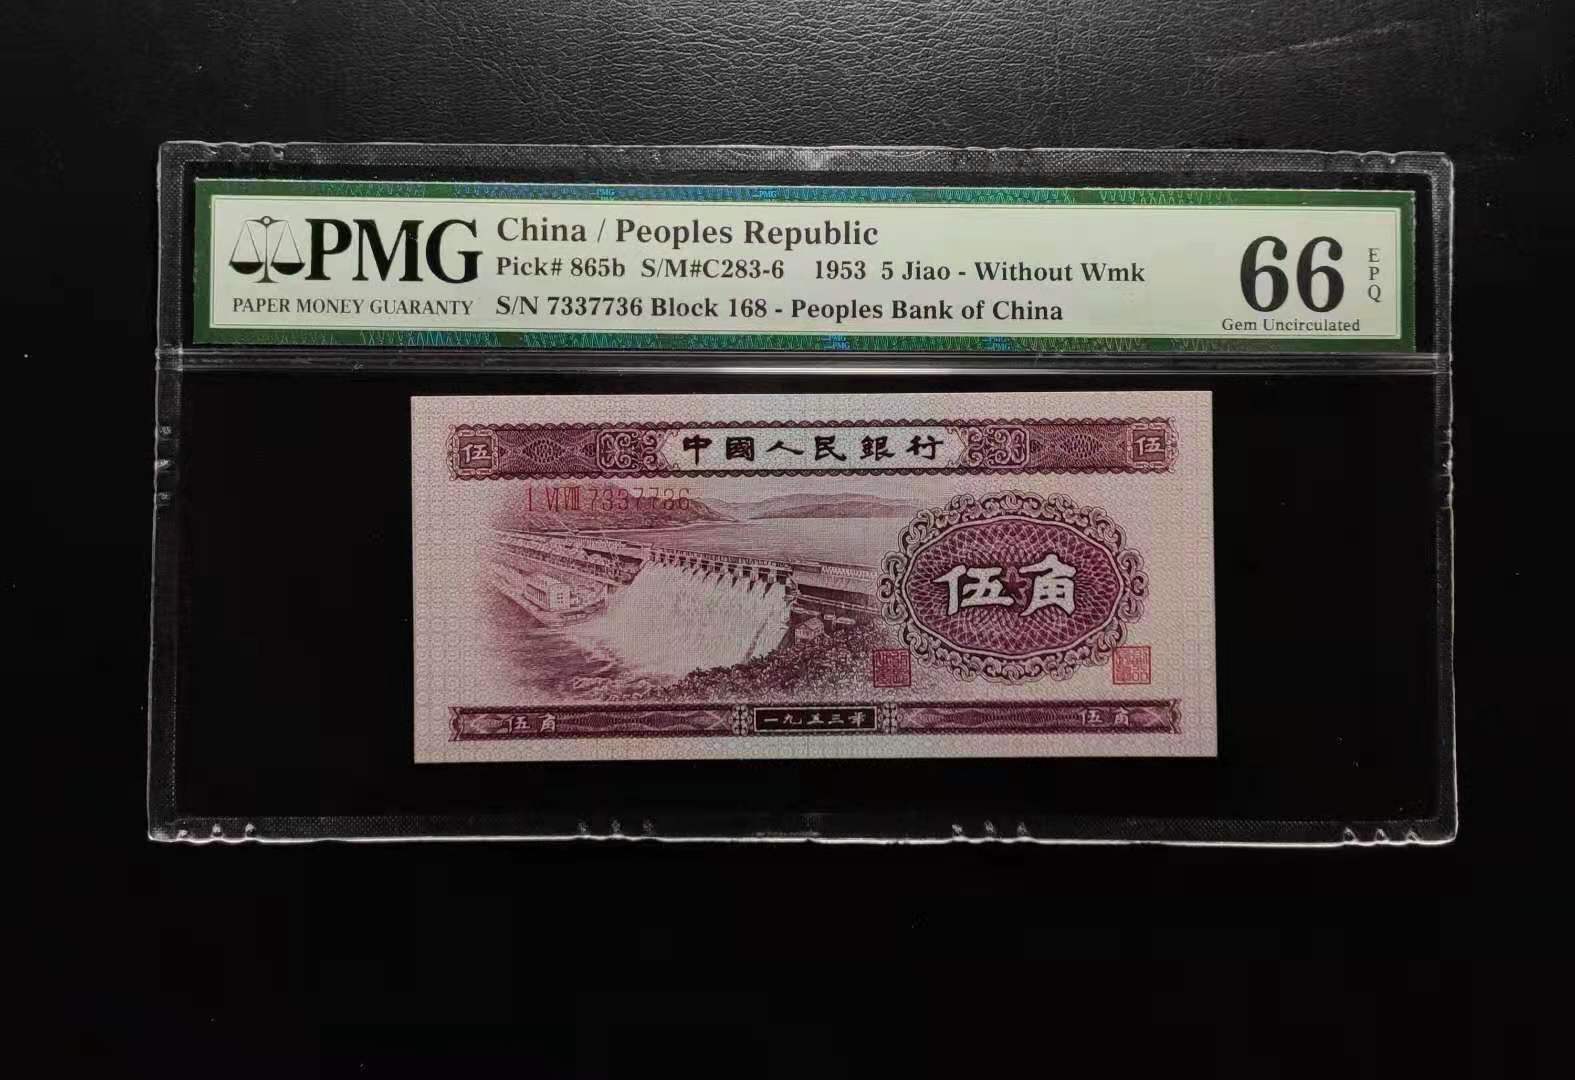 PMG
PAPER MONEY GUARANTY
China / Peoples Republic
Pick# 865b S/M#C283-6 1953 5 Jiao - Without Wmk
S/N 7337736 Block 168 - Peoples Bank of China
66
EPQ
Gem Uncirculated
伍 中國人民銀行 伍
I VI VIII 7337736
伍角
伍角 一九五三年 伍角